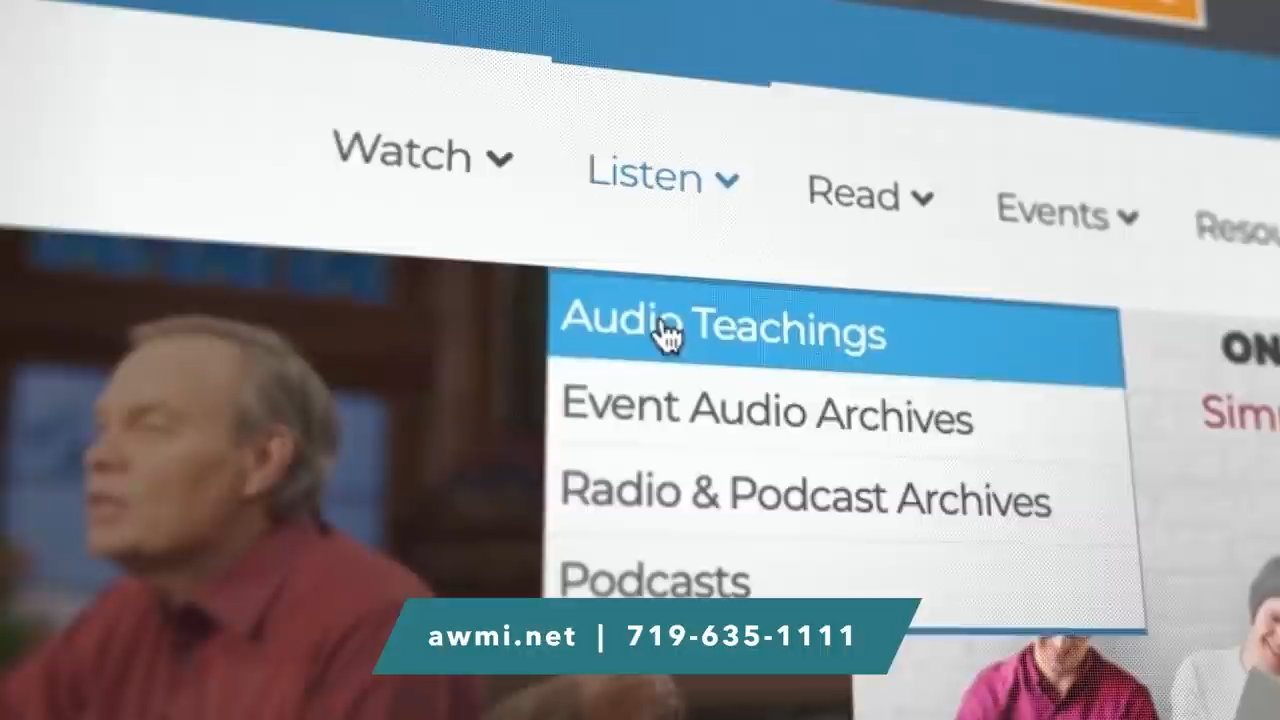 Watch
Listen
Read
Events
Audio Teachings
Event Audio Archives
Radio & Podcast Archives
Podcasts
awmi.net | 719-635-1111